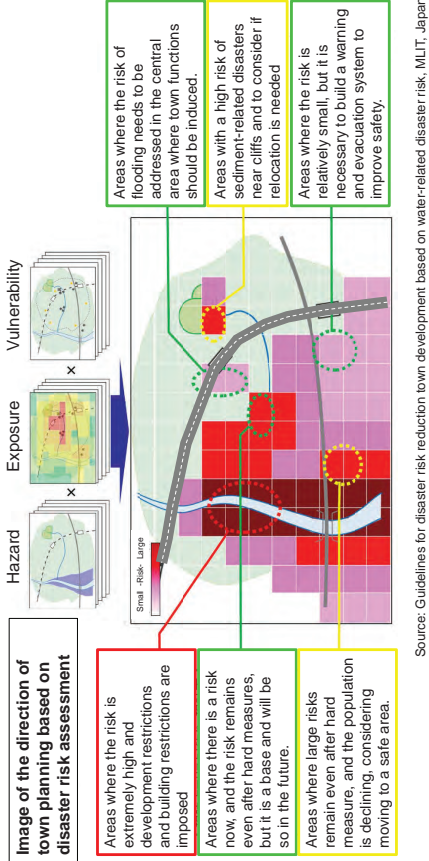 Image of the direction of
town planning based on
disaster risk assessment
Hazard
×
Exposure
×
Vulnerability
Small -Risk- Large
Areas where the risk is
extremely high and
development restrictions
and building restrictions are
imposed
Areas where there is a risk
now, and the risk remains
even after hard measures,
but it is a base and will be
so in the future.
Areas where large risks
remain even after hard
measure, and the population
is declining, considering
moving to a safe area.
Areas where the risk of
flooding needs to be
addressed in the central
area where town functions
should be induced.
Areas with a high risk of
sediment-related disasters
near cliffs and to consider if
relocation is needed
Areas where the risk is
relatively small, but it is
necessary to build a warning
and evacuation system to
improve safety.
Source: Guidelines for disaster risk reduction town development based on water-related disaster risk, MLIT, Japan